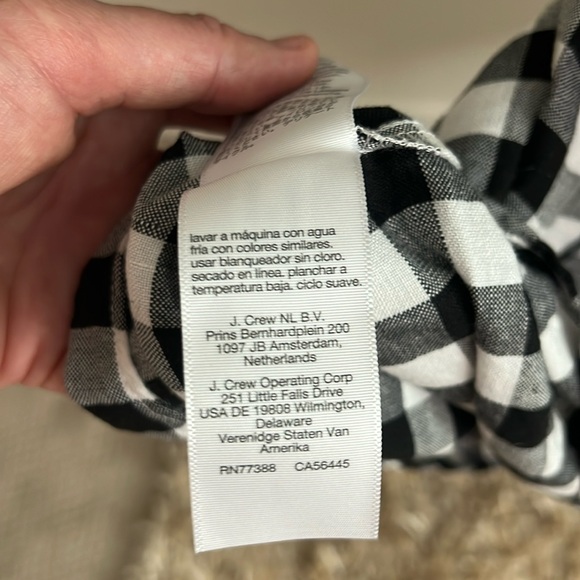 lavar a máquina con agua
fría con colores similares.
usar blanqueador sin cloro.
secado en línea. planchar a
temperatura baja. ciclo suave.
J. Crew NL B.V.
Prins Bernhardplein 200
1097 JB Amsterdam,
Netherlands
J. Crew Operating Corp
251 Little Falls Drive
USA DE 19808 Wilmington,
Delaware
Verenidge Staten Van
Amerika
RN77388 CA56445